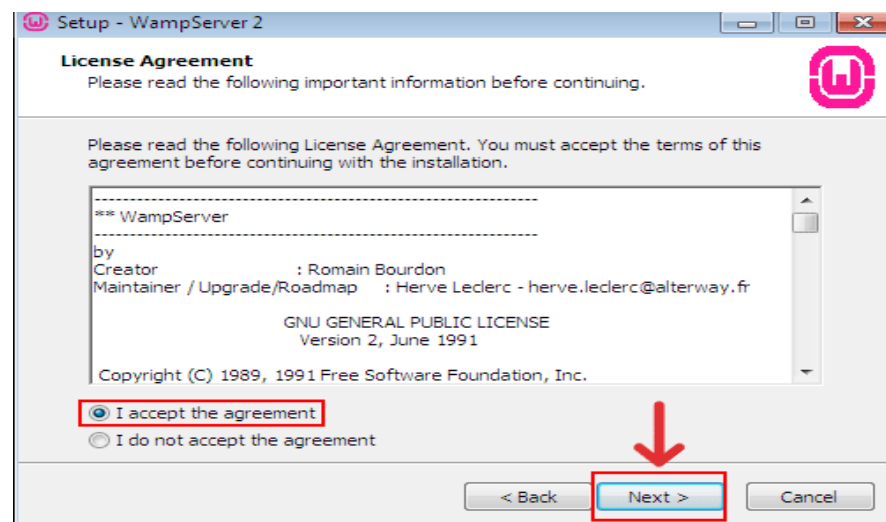 Setup - WampServer 2
License Agreement
Please read the following important information before continuing.
Please read the following License Agreement. You must accept the terms of this
agreement before continuing with the installation.
------------------------------------------------------------
** WampServer
------------------------------------------------------------
by
Creator : Romain Bourdon
Maintainer / Upgrade/Roadmap : Herve Leclerc - herve.leclerc@alterway.fr
GNU GENERAL PUBLIC LICENSE
Version 2, June 1991
Copyright (C) 1989, 1991 Free Software Foundation, Inc.
I accept the agreement
I do not accept the agreement
< Back Next > Cancel